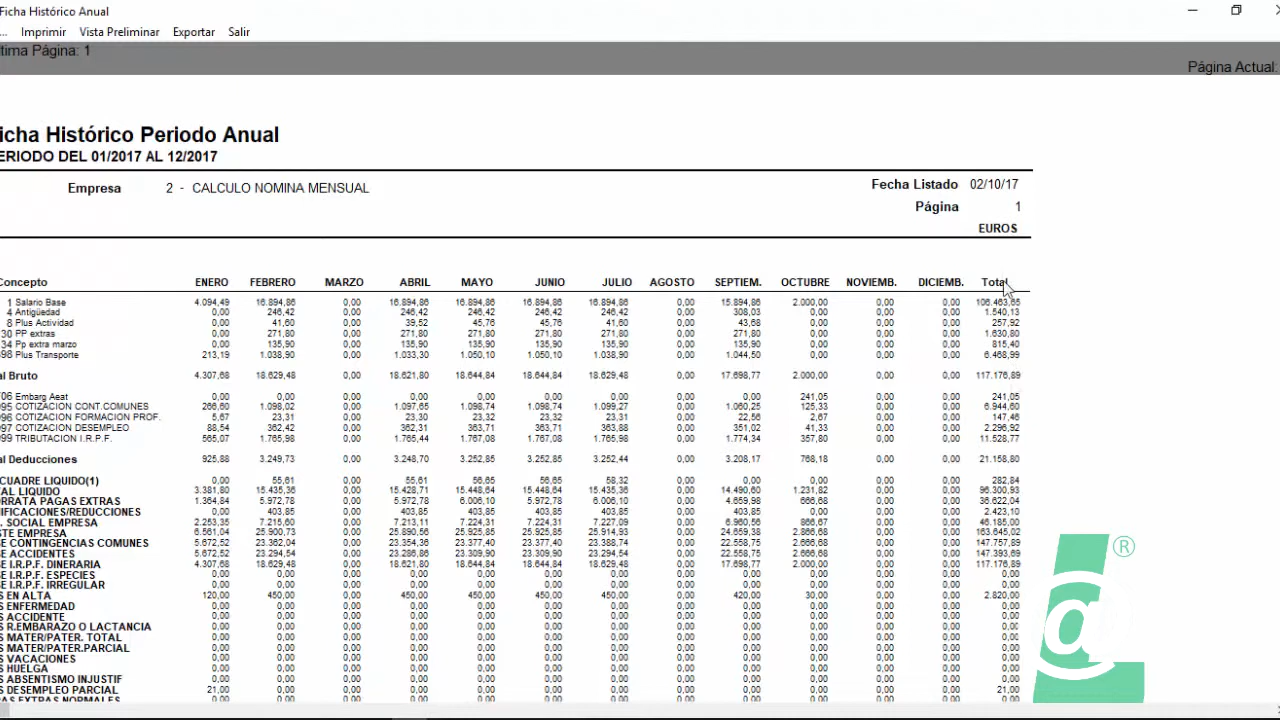 Ficha Histórico Anual
... Imprimir Vista Preliminar Exportar Salir
tima Página: 1
Página Actual:
icha Histórico Periodo Anual
ERIODO DEL 01/2017 AL 12/2017
Empresa 2 - CALCULO NOMINA MENSUAL Fecha Listado 02/10/17
Página 1
EUROS
Concepto ENERO FEBRERO MARZO ABRIL MAYO JUNIO JULIO AGOSTO SEPTIEM. OCTUBRE NOVIEMB. DICIEMB. Total
1 Salario Base 4.094,49 16.894,86 0,00 16.894,86 16.894,86 16.894,86 16.894,86 0,00 15.894,86 2.000,00 0,00 0,00 106.463,65
4 Antigüedad 0,00 246,42 0,00 246,42 246,42 246,42 246,42 0,00 308,03 0,00 0,00 0,00 1.540,13
8 Plus Actividad 0,00 41,60 0,00 39,52 45,76 45,76 41,60 0,00 43,68 0,00 0,00 0,00 257,92
30 PP extras 0,00 271,80 0,00 271,80 271,80 271,80 271,80 0,00 271,80 0,00 0,00 0,00 1.630,80
34 Pp extra marzo 0,00 135,90 0,00 135,90 135,90 135,90 135,90 0,00 135,90 0,00 0,00 0,00 815,40
98 Plus Transporte 213,19 1.038,90 0,00 1.033,30 1.050,10 1.050,10 1.038,90 0,00 1.044,50 0,00 0,00 0,00 6.468,99
al Bruto 4.307,68 18.629,48 0,00 18.621,80 18.644,84 18.644,84 18.629,48 0,00 17.698,77 2.000,00 0,00 0,00 117.176,89
706 Embarg Aeat 0,00 0,00 0,00 0,00 0,00 0,00 0,00 0,00 0,00 241,05 0,00 0,00 241,05
995 COTIZACION CONT.COMUNES 266,60 1.098,02 0,00 1.097,65 1.098,74 1.098,74 1.099,27 0,00 1.060,25 125,33 0,00 0,00 6.944,60
996 COTIZACION FORMACION PROF. 5,67 23,31 0,00 23,30 23,32 23,32 23,31 0,00 22,56 2,67 0,00 0,00 147,46
997 COTIZACION DESEMPLEO 88,54 362,42 0,00 362,31 363,71 363,71 363,88 0,00 351,02 41,33 0,00 0,00 2.296,92
999 TRIBUTACION I.R.P.F. 565,07 1.765,98 0,00 1.765,44 1.767,08 1.767,08 1.765,98 0,00 1.774,34 357,80 0,00 0,00 11.528,77
al Deducciones 925,88 3.249,73 0,00 3.248,70 3.252,85 3.252,85 3.252,44 0,00 3.208,17 768,18 0,00 0,00 21.158,80
CUADRE LIQUIDO(1) 0,00 55,61 0,00 55,61 56,65 56,65 58,32 0,00 0,00 0,00 0,00 0,00 282,84
AL LIQUIDO 3.381,80 15.435,36 0,00 15.428,71 15.448,64 15.448,64 15.435,36 0,00 14.490,60 1.231,82 0,00 0,00 96.300,93
ORRATA PAGAS EXTRAS 1.364,84 5.972,78 0,00 5.972,78 6.006,10 5.972,78 6.006,10 0,00 4.659,98 666,68 0,00 0,00 36.622,04
NIFICACIONES/REDUCCIONES 0,00 403,85 0,00 403,85 403,85 403,85 403,85 0,00 403,85 0,00 0,00 0,00 2.423,10
. SOCIAL EMPRESA 2.253,35 7.215,60 0,00 7.213,11 7.224,31 7.224,31 7.227,09 0,00 6.960,56 866,67 0,00 0,00 46.185,00
STE EMPRESA 6.561,04 25.900,73 0,00 25.890,56 25.925,85 25.925,85 25.914,93 0,00 24.659,38 2.866,68 0,00 0,00 163.645,02
SE CONTINGENCIAS COMUNES 5.672,52 23.362,04 0,00 23.354,36 23.377,40 23.377,40 23.388,74 0,00 22.558,75 2.666,68 0,00 0,00 147.757,89
SE ACCIDENTES 5.672,52 23.294,54 0,00 23.286,86 23.309,90 23.309,90 23.294,54 0,00 22.558,75 2.666,68 0,00 0,00 147.393,69
SE I.R.P.F. DINERARIA 4.307,68 18.629,48 0,00 18.621,80 18.644,84 18.644,84 18.629,48 0,00 17.698,77 2.000,00 0,00 0,00 117.176,89
SE I.R.P.F. ESPECIES 0,00 0,00 0,00 0,00 0,00 0,00 0,00 0,00 0,00 0,00 0,00 0,00 0,00
SE I.R.P.F. IRREGULAR 0,00 0,00 0,00 0,00 0,00 0,00 0,00 0,00 0,00 0,00 0,00 0,00 0,00
S EN ALTA 120,00 450,00 0,00 450,00 450,00 450,00 450,00 0,00 420,00 30,00 0,00 0,00 2.820,00
S ENFERMEDAD 0,00 0,00 0,00 0,00 0,00 0,00 0,00 0,00 0,00 0,00 0,00 0,00 0,00
S ACCIDENTE 0,00 0,00 0,00 0,00 0,00 0,00 0,00 0,00 0,00 0,00 0,00 0,00 0,00
S R.EMBARAZO O LACTANCIA 0,00 0,00 0,00 0,00 0,00 0,00 0,00 0,00 0,00 0,00 0,00 0,00 0,00
S MATER/PATER. TOTAL 0,00 0,00 0,00 0,00 0,00 0,00 0,00 0,00 0,00 0,00 0,00 0,00 0,00
S MATER/PATER.PARCIAL 0,00 0,00 0,00 0,00 0,00 0,00 0,00 0,00 0,00 0,00 0,00 0,00 0,00
S VACACIONES 0,00 0,00 0,00 0,00 0,00 0,00 0,00 0,00 0,00 0,00 0,00 0,00 0,00
S HUELGA 0,00 0,00 0,00 0,00 0,00 0,00 0,00 0,00 0,00 0,00 0,00 0,00 0,00
S ABSENTISMO INJUSTIF 0,00 0,00 0,00 0,00 0,00 0,00 0,00 0,00 0,00 0,00 0,00 0,00 0,00
S DESEMPLEO PARCIAL 21,00 0,00 0,00 0,00 0,00 0,00 0,00 0,00 0,00 0,00 0,00 0,00 21,00
RAS EXTRAS NORMALES 0,00 0,00 0,00 0,00 0,00 0,00 0,00 0,00 0,00 0,00 0,00 0,00 0,00
@ ®